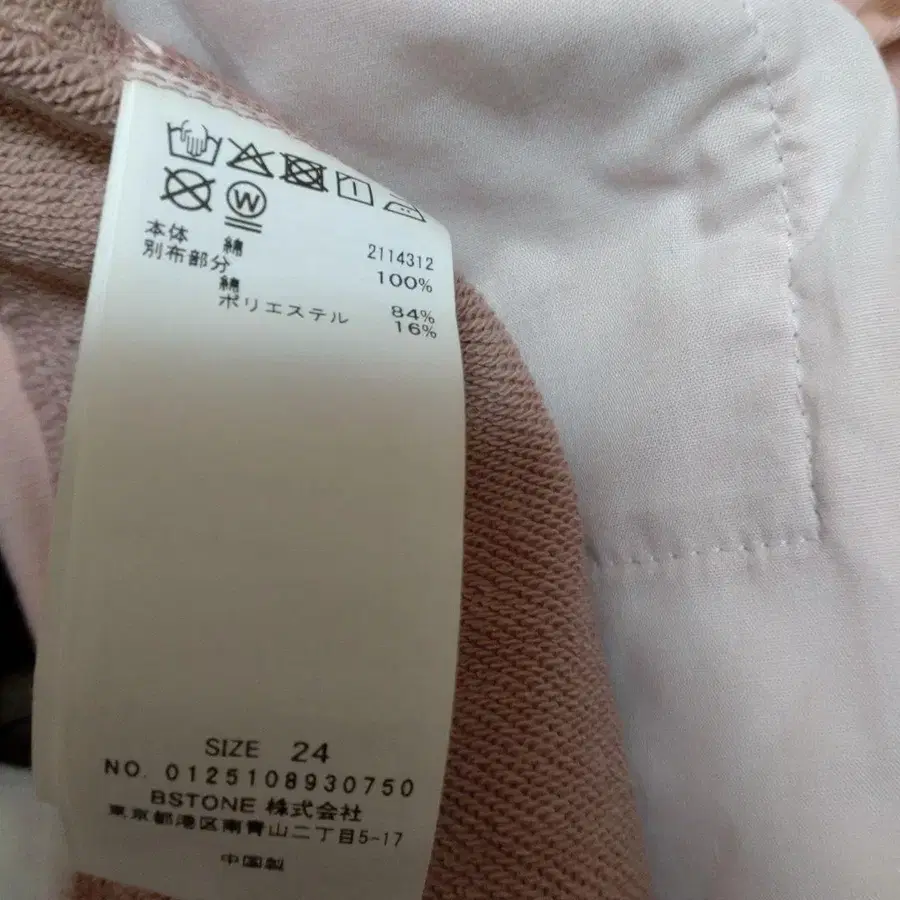 W
2114312
本体 綿 100%
別布部分
綿 84%
ポリエステル 16%
SIZE 24
NO. 0125108930750
BSTONE 株式会社
東京都港区南青山二丁目5-17
中国製